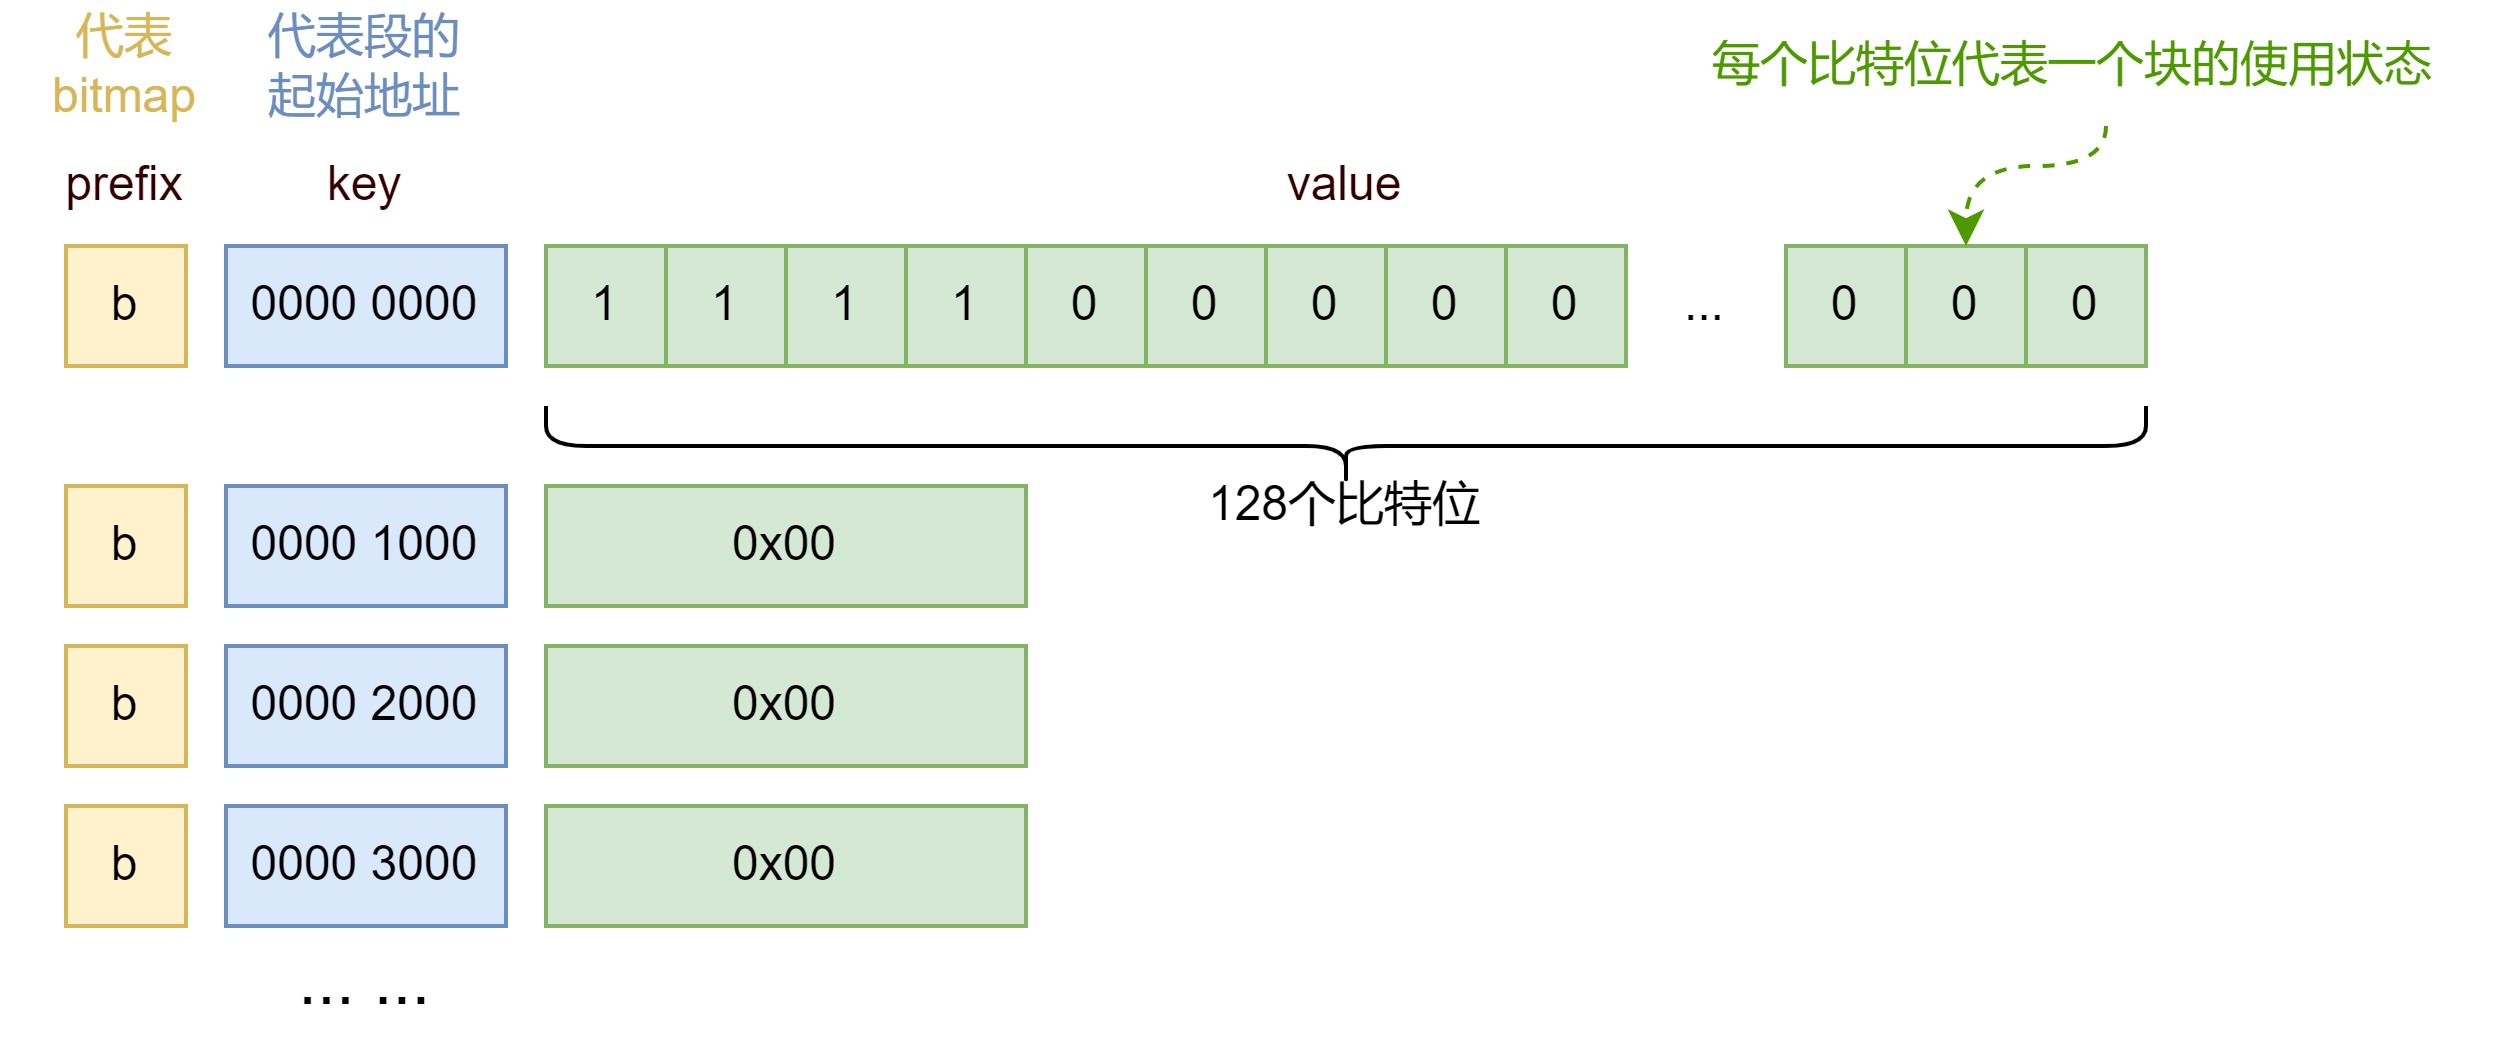 代表
bitmap
代表段的
起始地址
每个比特位代表一个块的使用状态
prefix key value
b 0000 0000 1 1 1 1 0 0 0 0 0 ... 0 0 0
128个比特位
b 0000 1000 0x00
b 0000 2000 0x00
b 0000 3000 0x00
... ...